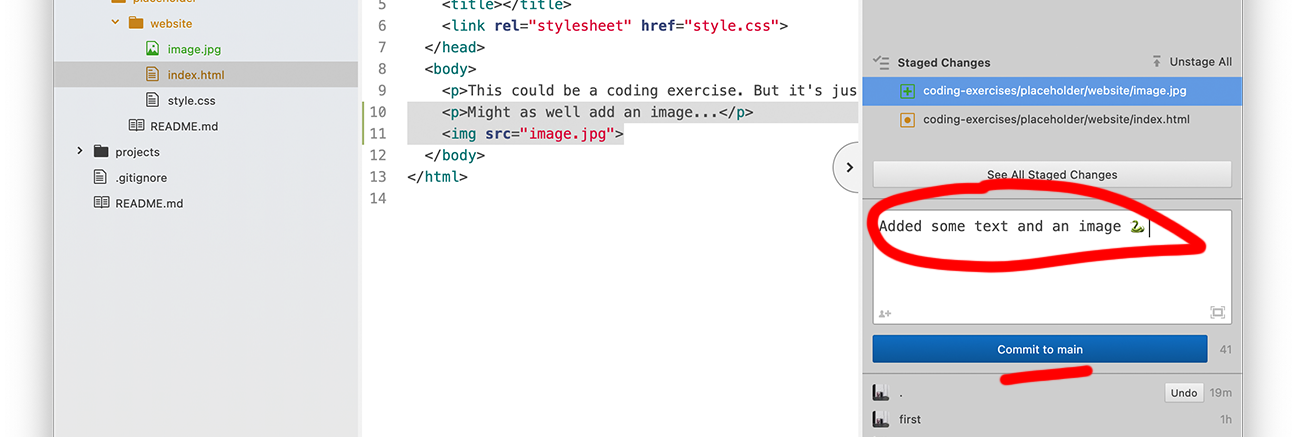 placeholder
website
image.jpg
index.html
style.css
README.md
projects
.gitignore
README.md
5 <title></title>
6 <link rel="stylesheet" href="style.css">
7 </head>
8 <body>
9 <p>This could be a coding exercise. But it's jus
10 <p>Might as well add an image...</p>
11 <img src="image.jpg">
12 </body>
13 </html>
14
Staged Changes Unstage All
coding-exercises/placeholder/website/image.jpg
coding-exercises/placeholder/website/index.html
See All Staged Changes
Added some text and an image 🐍
Commit to main 41
. Undo 19m
first 1h